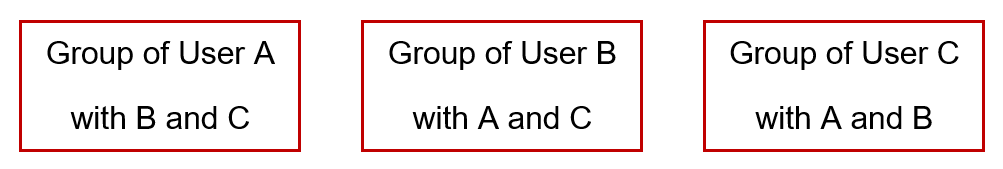 Group of User A
with B and C
Group of User B
with A and C
Group of User C
with A and B